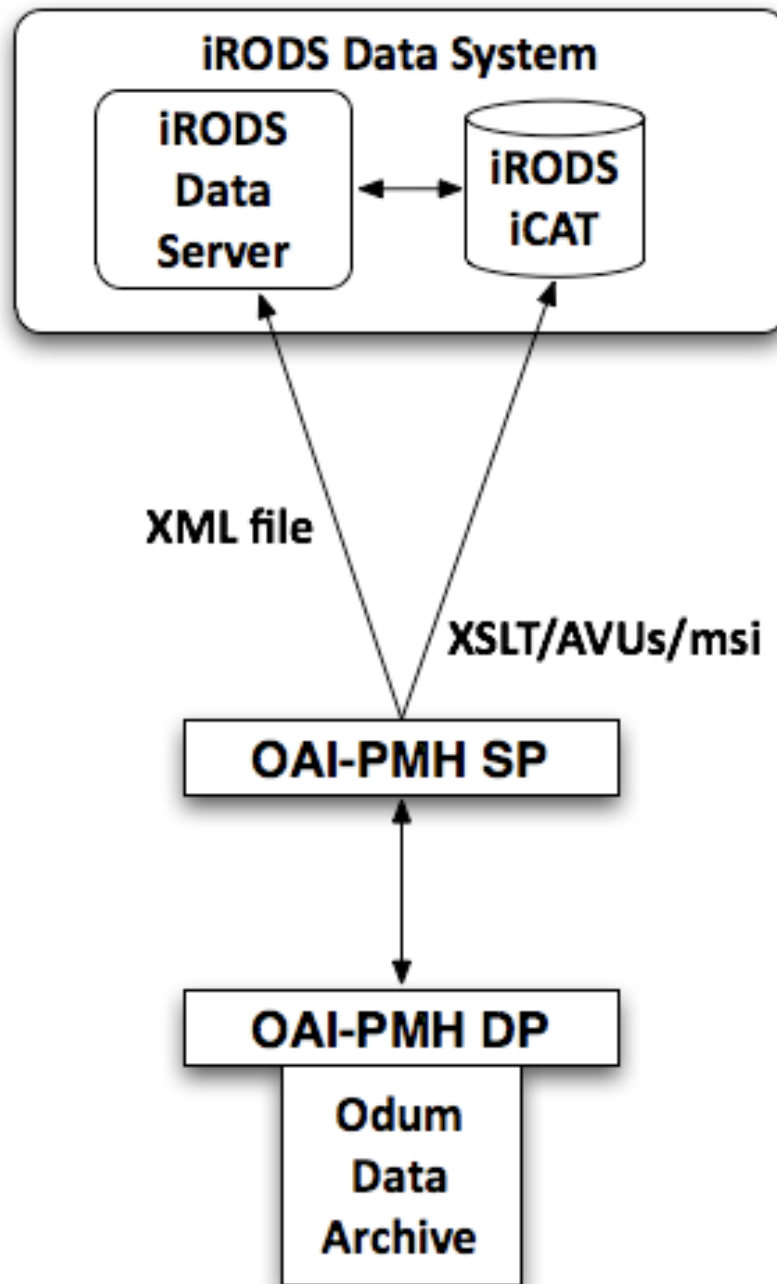 iRODS Data System
iRODS
Data
Server
iRODS
iCAT
XML file
XSLT/AVUs/msi
OAI-PMH SP
OAI-PMH DP
Odum
Data
Archive